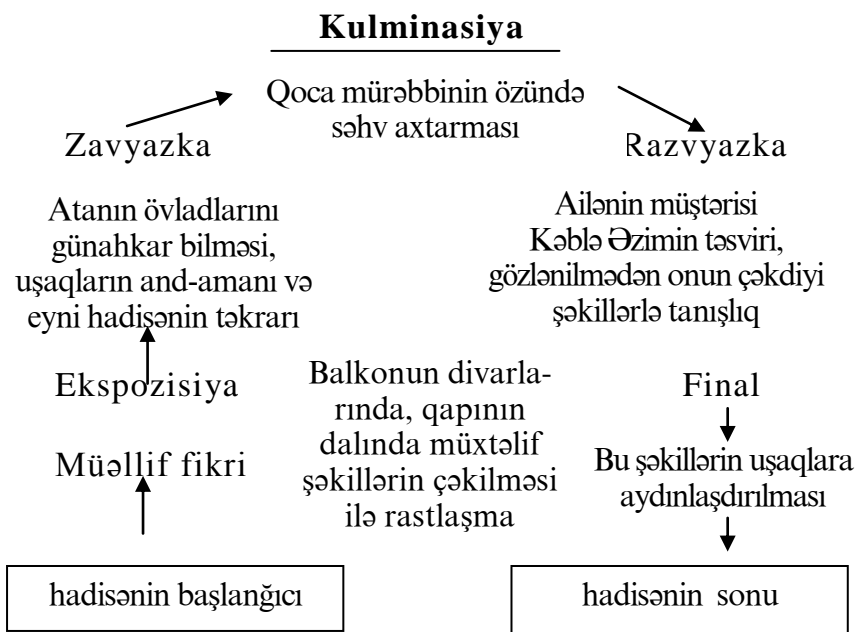 Kulminasiya
Qoca mürəbbinin özündə
səhv axtarması
Zavyazka
Razvyazka
Atanın övladlarını
günahkar bilməsi,
uşaqların and-amanı və
eyni hadisənin təkrarı
Ailənin müştərisi
Kəblə Əzimin təsviri,
gözlənilmədən onun çəkdiyi
şəkillərlə tanışlıq
Ekspozisiya
Müəllif fikri
Balkonun divarla-
rında, qapının
dalında müxtəlif
şəkillərin çəkilməsi
ilə rastlaşma
Final
Bu şəkillərin uşaqlara
aydınlaşdırılması
hadisənin başlanğıcı
hadisənin sonu